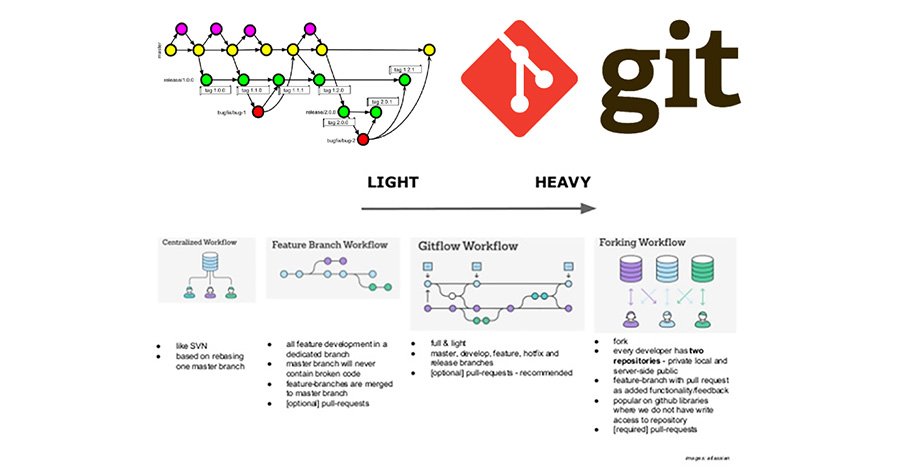 master
git
release/1.0.0
tag 1.0.0
tag 1.1.0
tag 1.1.1
tag 1.2.0
tag 1.2.1
bugfix/bug-1
release/2.0.0
tag 2.0.1
tag 2.0.0
bugfix/bug-2
LIGHT HEAVY
Centralized Workflow
like SVN
based on rebasing
one master branch
Feature Branch Workflow
all feature development in a
dedicated branch
master branch will never
contain broken code
feature-branches are merged
to master branch
[optional] pull-requests
Gitflow Workflow
full & light
master, develop, feature, hotfix and
release branches
[optional] pull-requests - recommended
Forking Workflow
fork
every developer has two
repositories - private local and
server-side public
feature-branch with pull request
as added functionality/feedback
popular on github libraries
where we do not have write
access to repository
[required] pull-requests
images: atlassian